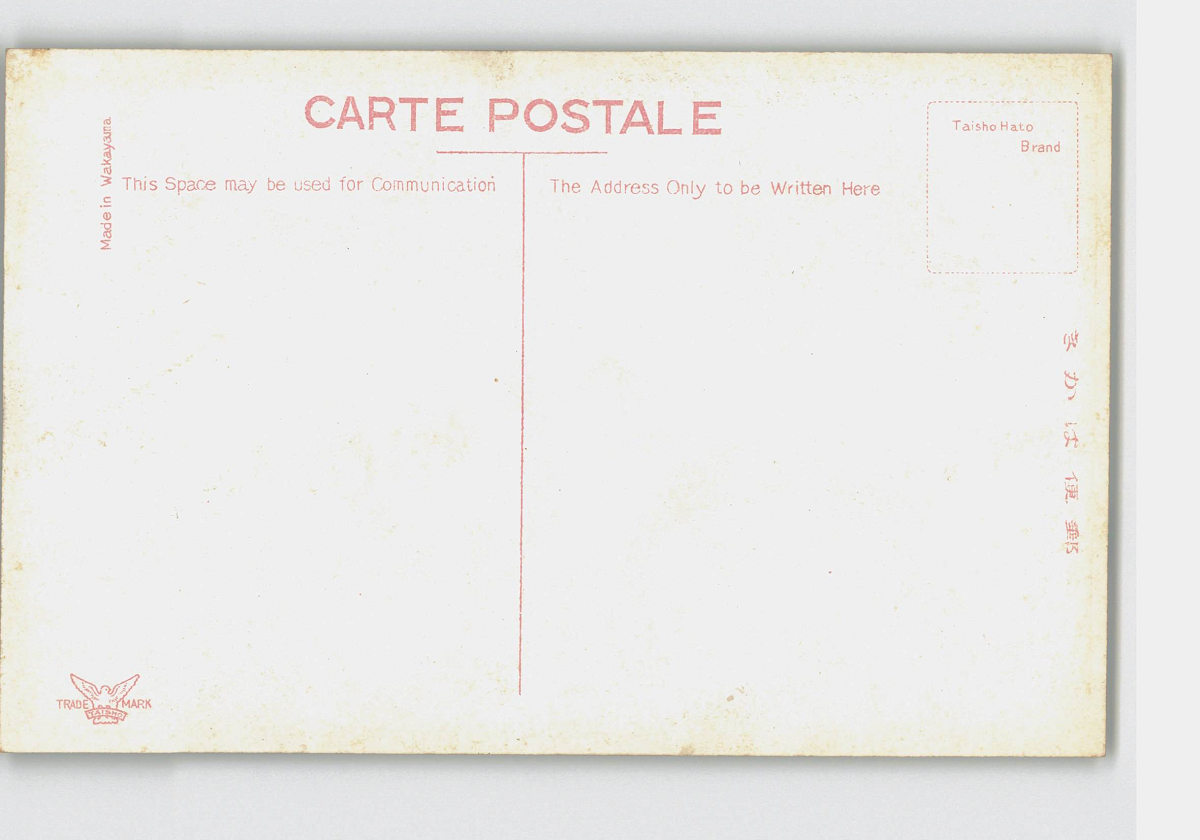 CARTE POSTALE
Made in Wakayama
This Space may be used for Communication
The Address Only to be Written Here
Taisho Hato
Brand
きかは便郵
TRADE MARK
TAISHO